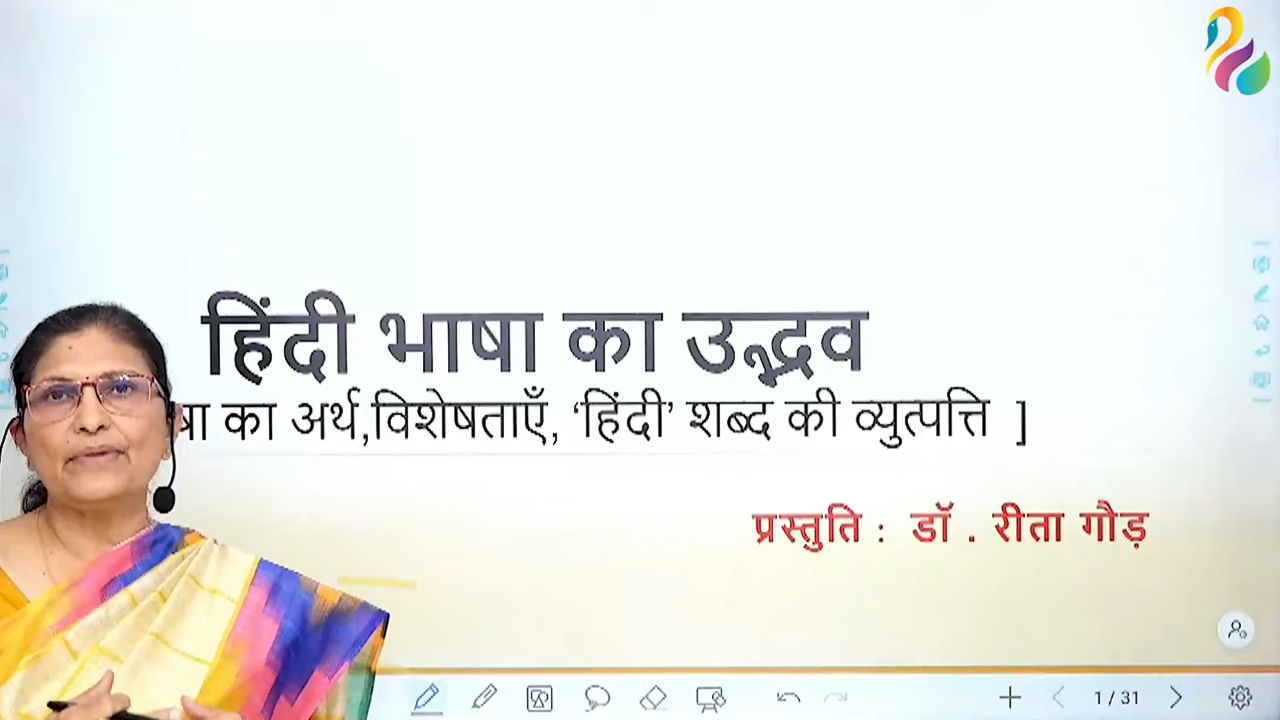 हिंदी भाषा का उद्भव
का अर्थ,विशेषताएँ, ‘हिंदी’ शब्द की व्युत्पत्ति ]
प्रस्तुति : डॉ . रीता गौड़
1 / 31